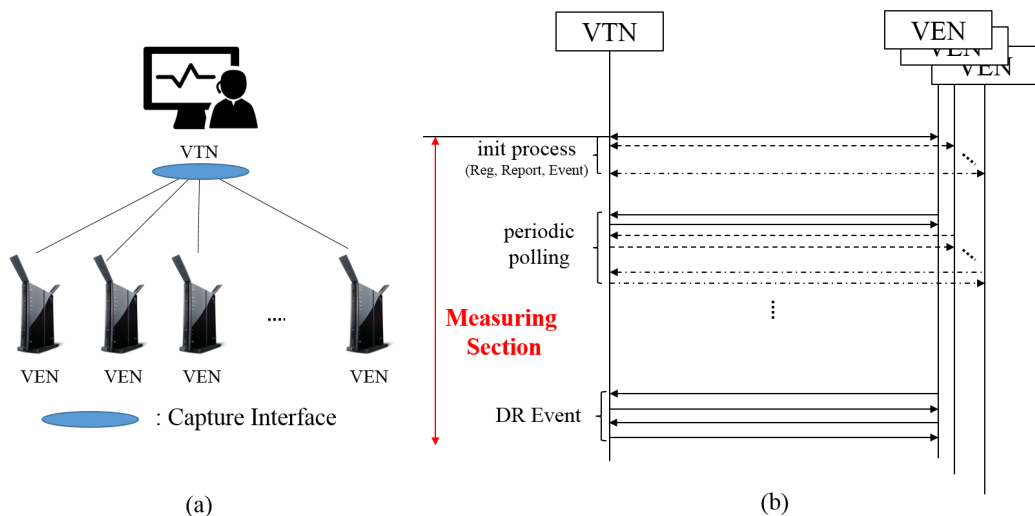 VTN
VEN
VEN
VEN
VEN
: Capture Interface
(a)
VTN
VEN
VEN
VEN
init process
(Reg, Report, Event)
periodic
polling
Measuring
Section
DR Event
(b)